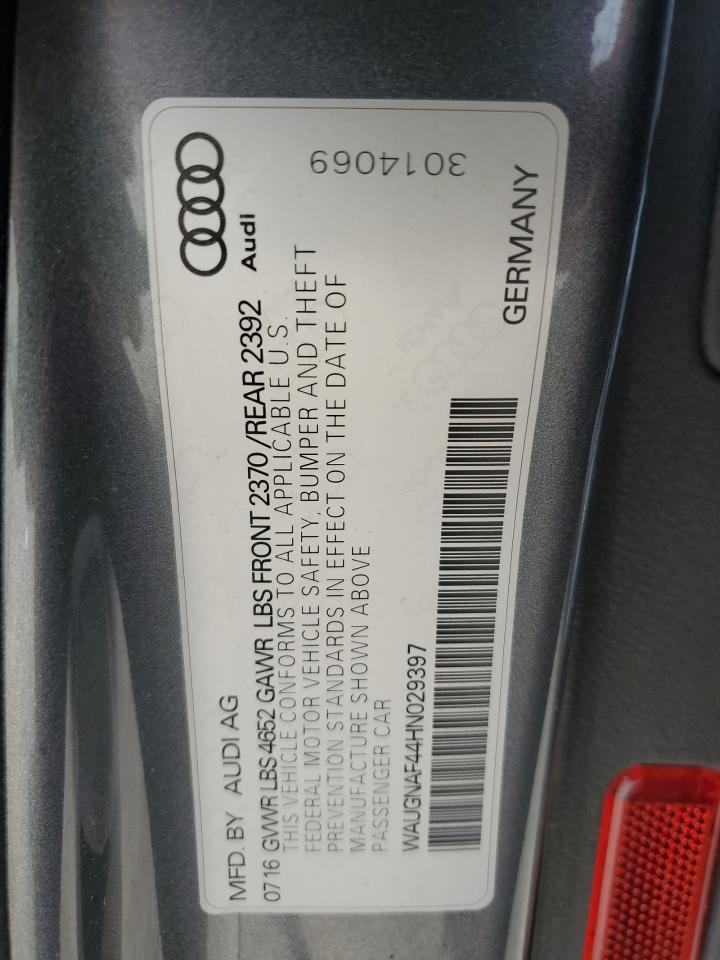 MFD. BY AUDI AG
Audi
0716 GVWR LBS 4652 GAWR LBS FRONT 2370 /REAR 2392
THIS VEHICLE CONFORMS TO ALL APPLICABLE U.S.
FEDERAL MOTOR VEHICLE SAFETY, BUMPER AND THEFT
PREVENTION STANDARDS IN EFFECT ON THE DATE OF
MANUFACTURE SHOWN ABOVE
PASSENGER CAR
3014069
WAUGNAF44HN029397
GERMANY